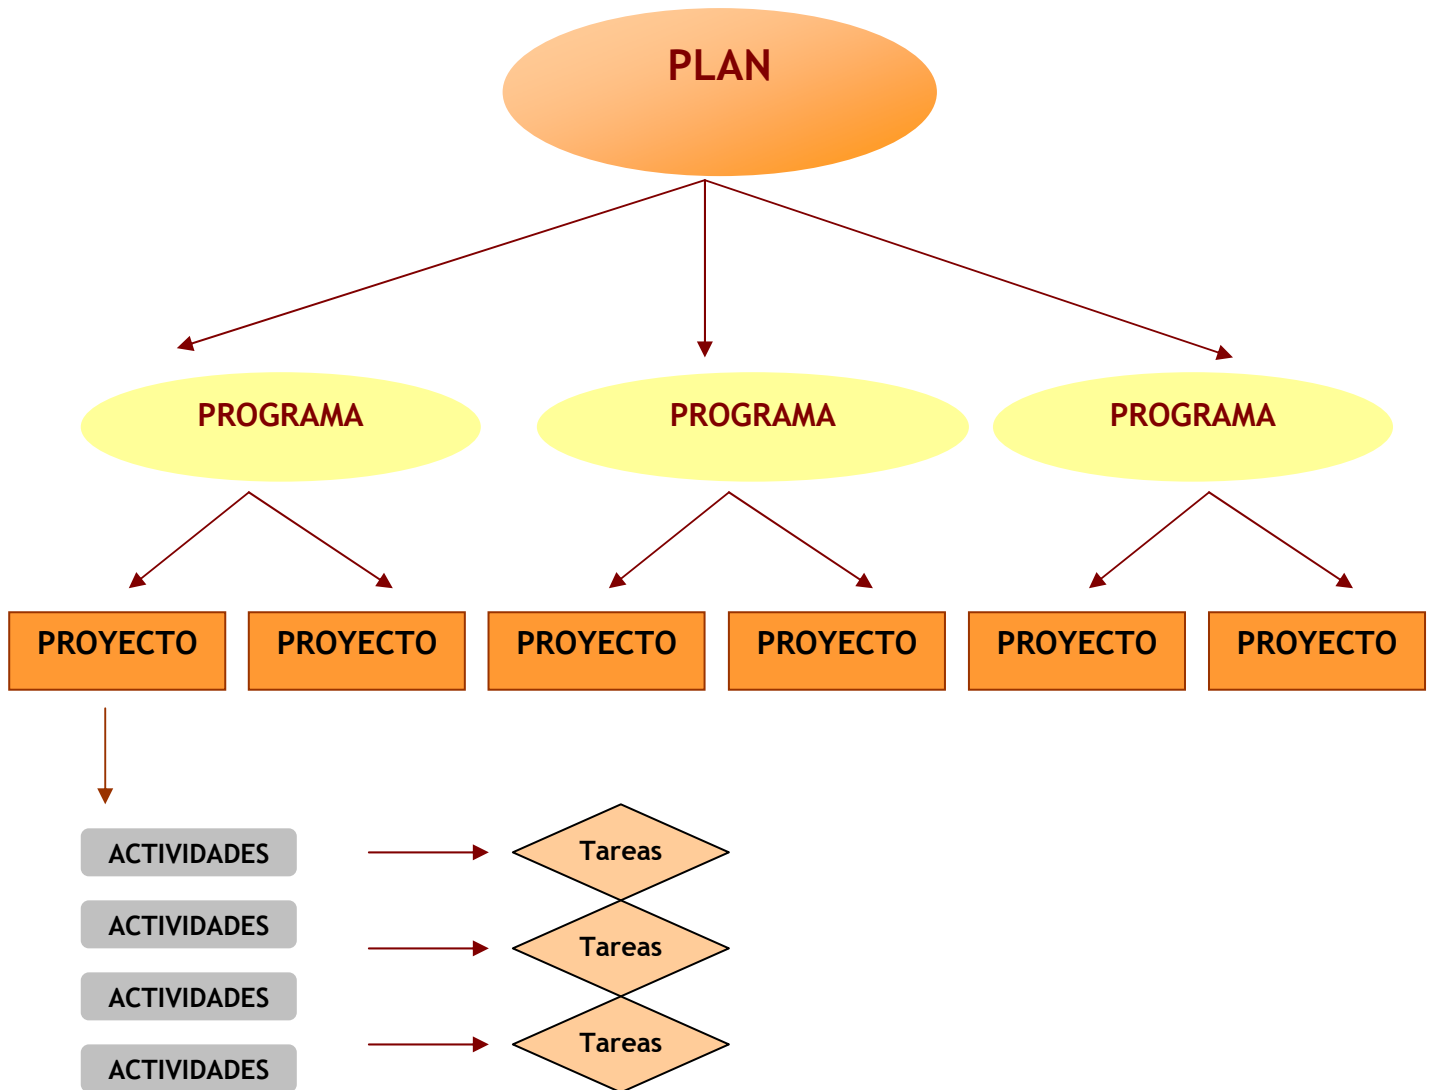 PLAN
PROGRAMA PROGRAMA PROGRAMA
PROYECTO PROYECTO PROYECTO PROYECTO PROYECTO PROYECTO
ACTIVIDADES Tareas
ACTIVIDADES Tareas
ACTIVIDADES
ACTIVIDADES Tareas